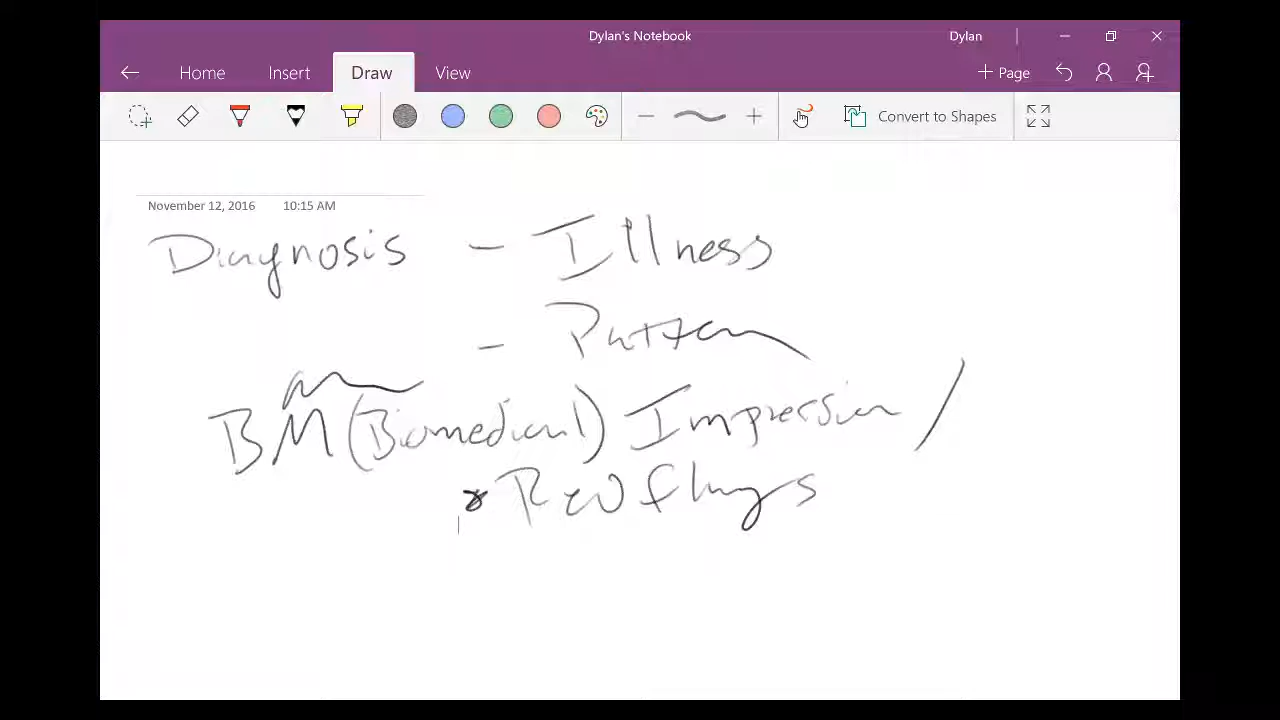 Dylan's Notebook Dylan
Home Insert Draw View + Page
Convert to Shapes
November 12, 2016 10:15 AM
Diagnosis - Illness
- Pattern
BM (Biomedical) Impression /
* Red flags